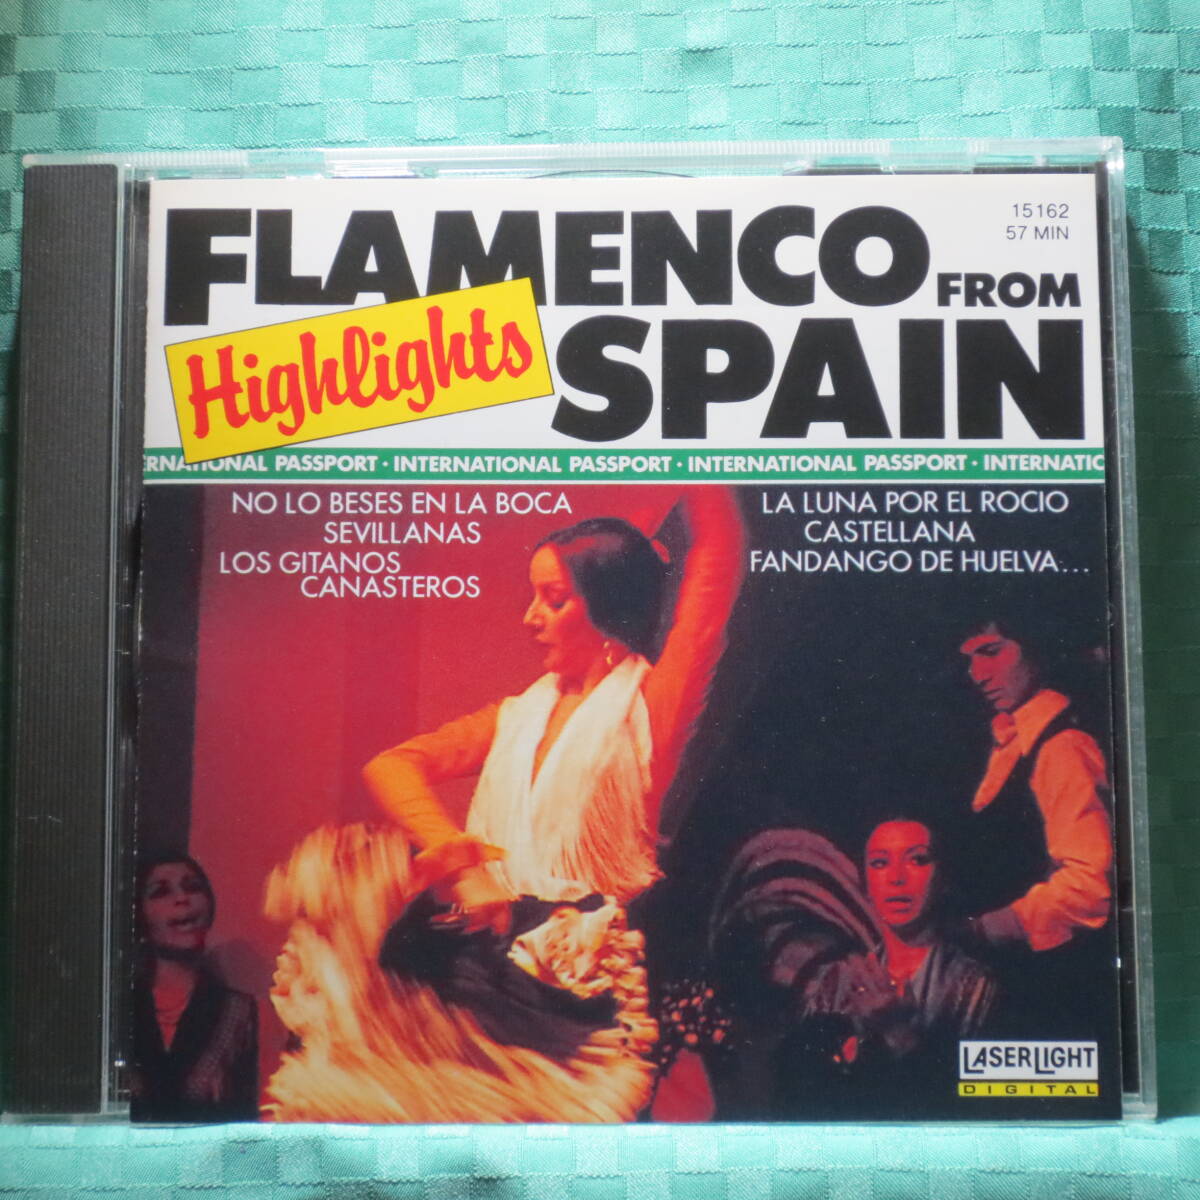 FLAMENCO FROM
SPAIN
Highlights
15162
57 MIN
ERNATIONAL PASSPORT · INTERNATIONAL PASSPORT · INTERNATIONAL PASSPORT · INTERNATIO
NO LO BESES EN LA BOCA
SEVILLANAS
LOS GITANOS
CANASTEROS
LA LUNA POR EL ROCIO
CASTELLANA
FANDANGO DE HUELVA...
LASERLIGHT
DIGITAL